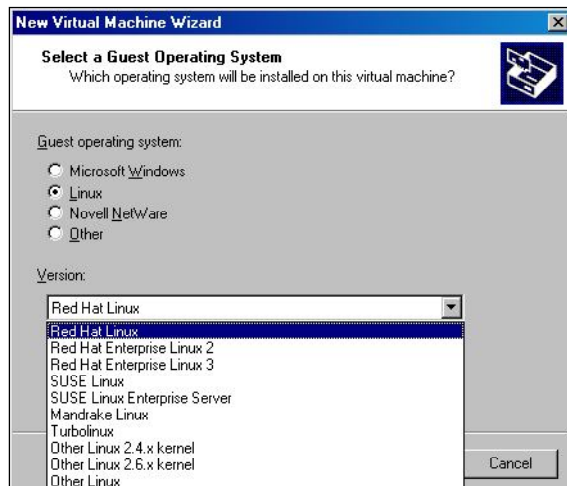 New Virtual Machine Wizard
Select a Guest Operating System
Which operating system will be installed on this virtual machine?
Guest operating system:
Microsoft Windows
Linux
Novell NetWare
Other
Version:
Red Hat Linux
Red Hat Linux
Red Hat Enterprise Linux 2
Red Hat Enterprise Linux 3
SUSE Linux
SUSE Linux Enterprise Server
Mandrake Linux
Turbolinux
Other Linux 2.4.x kernel
Other Linux 2.6.x kernel
Other Linux
Cancel